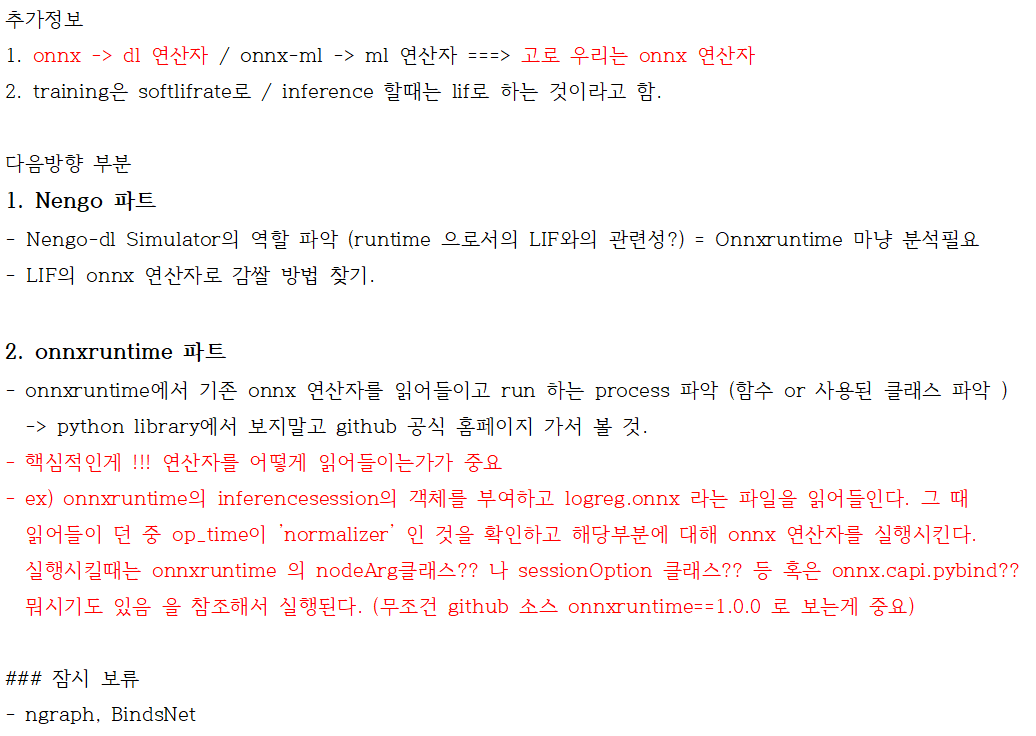 추가정보
1. onnx -> dl 연산자 / onnx-ml -> ml 연산자 ===> 고로 우리는 onnx 연산자
2. training은 softlifrate로 / inference 할때는 lif로 하는 것이라고 함.
다음방향 부분
1. Nengo 파트
- Nengo-dl Simulator의 역할 파악 (runtime 으로서의 LIF와의 관련성?) = Onnxruntime 마냥 분석필요
- LIF의 onnx 연산자로 감쌀 방법 찾기.
2. onnxruntime 파트
- onnxruntime에서 기존 onnx 연산자를 읽어들이고 run 하는 process 파악 (함수 or 사용된 클래스 파악 )
-> python library에서 보지말고 github 공식 홈페이지 가서 볼 것.
- 핵심적인게 !!! 연산자를 어떻게 읽어들이는가가 중요
- ex) onnxruntime의 inferencesession의 객체를 부여하고 logreg.onnx 라는 파일을 읽어들인다. 그 때
읽어들이 던 중 op_time이 'normalizer' 인 것을 확인하고 해당부분에 대해 onnx 연산자를 실행시킨다.
실행시킬때는 onnxruntime 의 nodeArg클래스?? 나 sessionOption 클래스?? 등 혹은 onnx.capi.pybind??
뭐시기도 있음 을 참조해서 실행된다. (무조건 github 소스 onnxruntime==1.0.0 로 보는게 중요)
### 잠시 보류
- ngraph, BindsNet